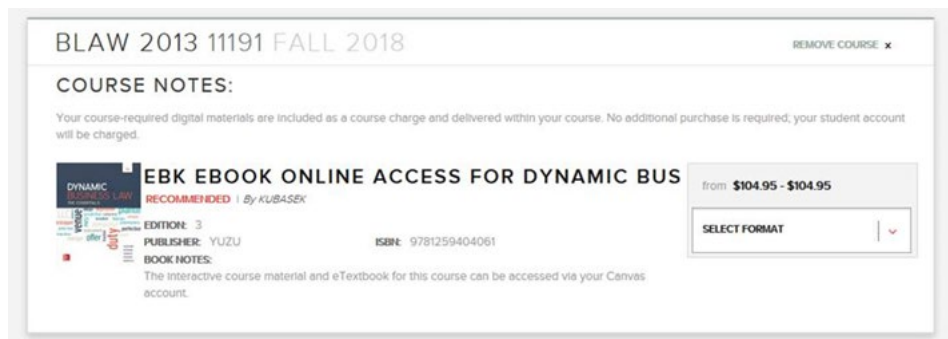 BLAW 2013 11191 FALL 2018
REMOVE COURSE x
COURSE NOTES:
Your course-required digital materials are included as a course charge and delivered within your course. No additional purchase is required; your student account
will be charged.
DYNAMIC
BUSINESS LAW
EBK EBOOK ONLINE ACCESS FOR DYNAMIC BUS
RECOMMENDED | By KUBASEK
EDITION: 3
PUBLISHER: YUZU ISBN: 9781259404061
BOOK NOTES:
The interactive course material and eTextbook for this course can be accessed via your Canvas
account.
venue
offer
duty
from $104.95 - $104.95
SELECT FORMAT